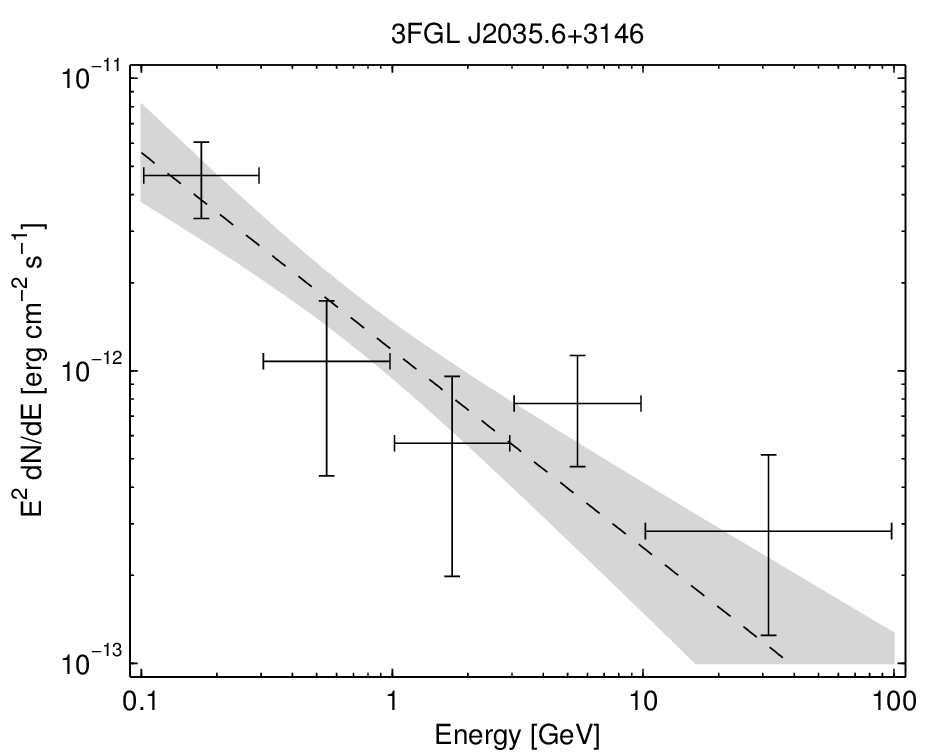 3FGL J2035.6+3146
10⁻¹¹
10⁻¹²
10⁻¹³
E² dN/dE [erg cm⁻² s⁻¹]
0.1 1 10 100
Energy [GeV]